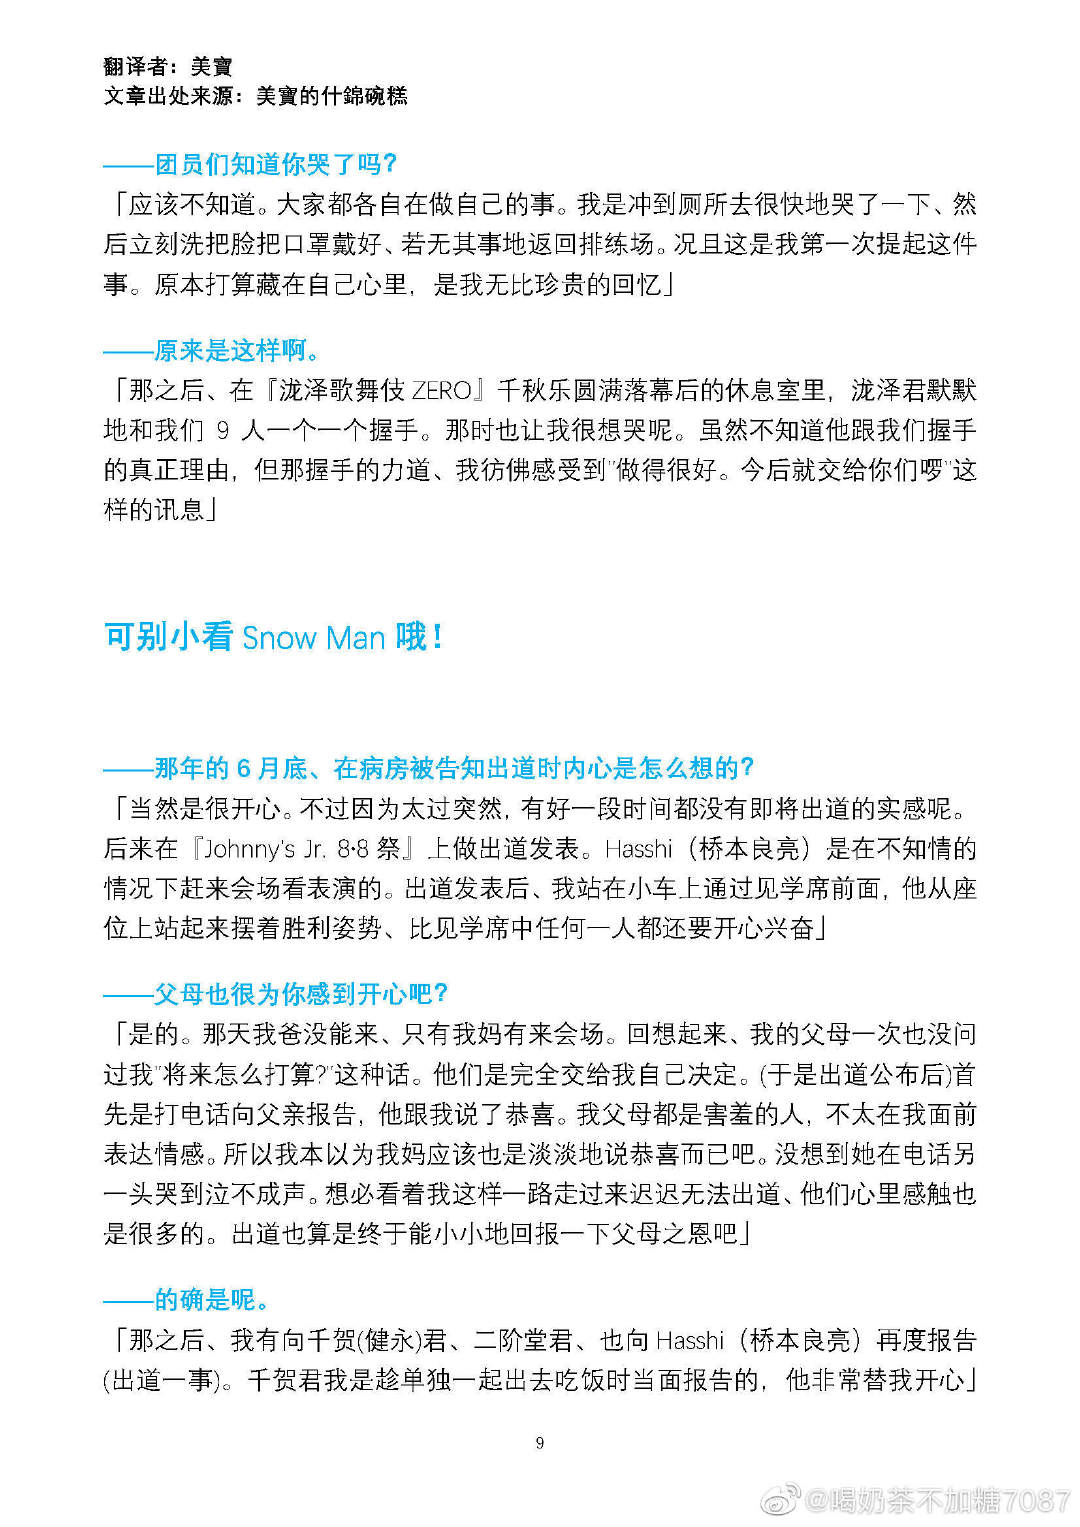 翻译者：美寶
文章出处来源：美寶的什錦碗糕
——团员们知道你哭了吗？
「应该不知道。大家都各自在做自己的事。我是冲到厕所去很快地哭了一下、然
后立刻洗把脸把口罩戴好、若无其事地返回排练场。况且这是我第一次提起这件
事。原本打算藏在自己心里，是我无比珍贵的回忆」
——原来是这样啊。
「那之后、在『泷泽歌舞伎 ZERO』千秋乐圆满落幕后的休息室里，泷泽君默默
地和我们 9 人一个一个握手。那时也让我很想哭呢。虽然不知道他跟我们握手
的真正理由，但那握手的力道、我彷佛感受到"做得很好。今后就交给你们啰"这
样的讯息」
可别小看 Snow Man 哦！
——那年的 6 月底、在病房被告知出道时内心是怎么想的？
「当然是很开心。不过因为太过突然，有好一段时间都没有即将出道的实感呢。
后来在『Johnny's Jr. 8·8 祭』上做出道发表。Hasshi（桥本良亮）是在不知情的
情况下赶来会场看表演的。出道发表后、我站在小车上通过见学席前面，他从座
位上站起来摆着胜利姿势、比见学席中任何一人都还要开心兴奋」
——父母也很为你感到开心吧？
「是的。那天我爸没能来、只有我妈有来会场。回想起来、我的父母一次也没问
过我"将来怎么打算?"这种话。他们是完全交给我自己决定。(于是出道公布后)首
先是打电话向父亲报告，他跟我说了恭喜。我父母都是害羞的人，不太在我面前
表达情感。所以我本以为我妈应该也是淡淡地说恭喜而已吧。没想到她在电话另
一头哭到泣不成声。想必看着我这样一路走过来迟迟无法出道、他们心里感触也
是很多的。出道也算是终于能小小地回报一下父母之恩吧」
——的确是呢。
「那之后、我有向千贺(健永)君、二阶堂君、也向 Hasshi（桥本良亮）再度报告
(出道一事)。千贺君我是趁单独一起出去吃饭时当面报告的，他非常替我开心」
9
@喝奶茶不加糖7087